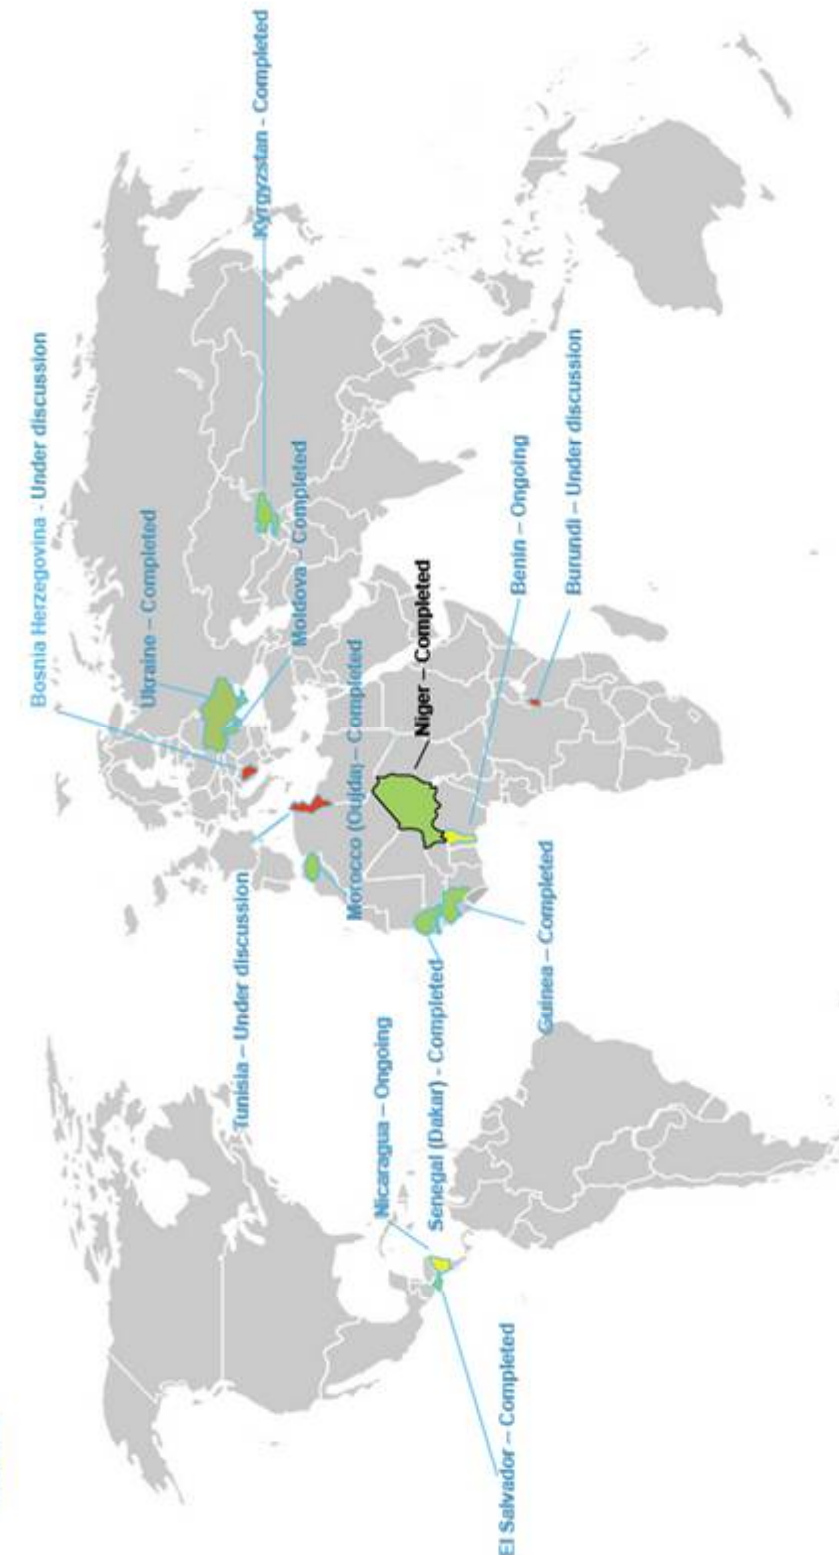 Bosnia Herzegovina - Under discussion
Ukraine – Completed
Kyrgyzstan - Completed
Moldova – Completed
Tunisia – Under discussion
Morocco (Oujda) – Completed
Niger – Completed
Nicaragua – Ongoing
Senegal (Dakar) - Completed
Benin – Ongoing
El Salvador – Completed
Guinea – Completed
Burundi – Under discussion